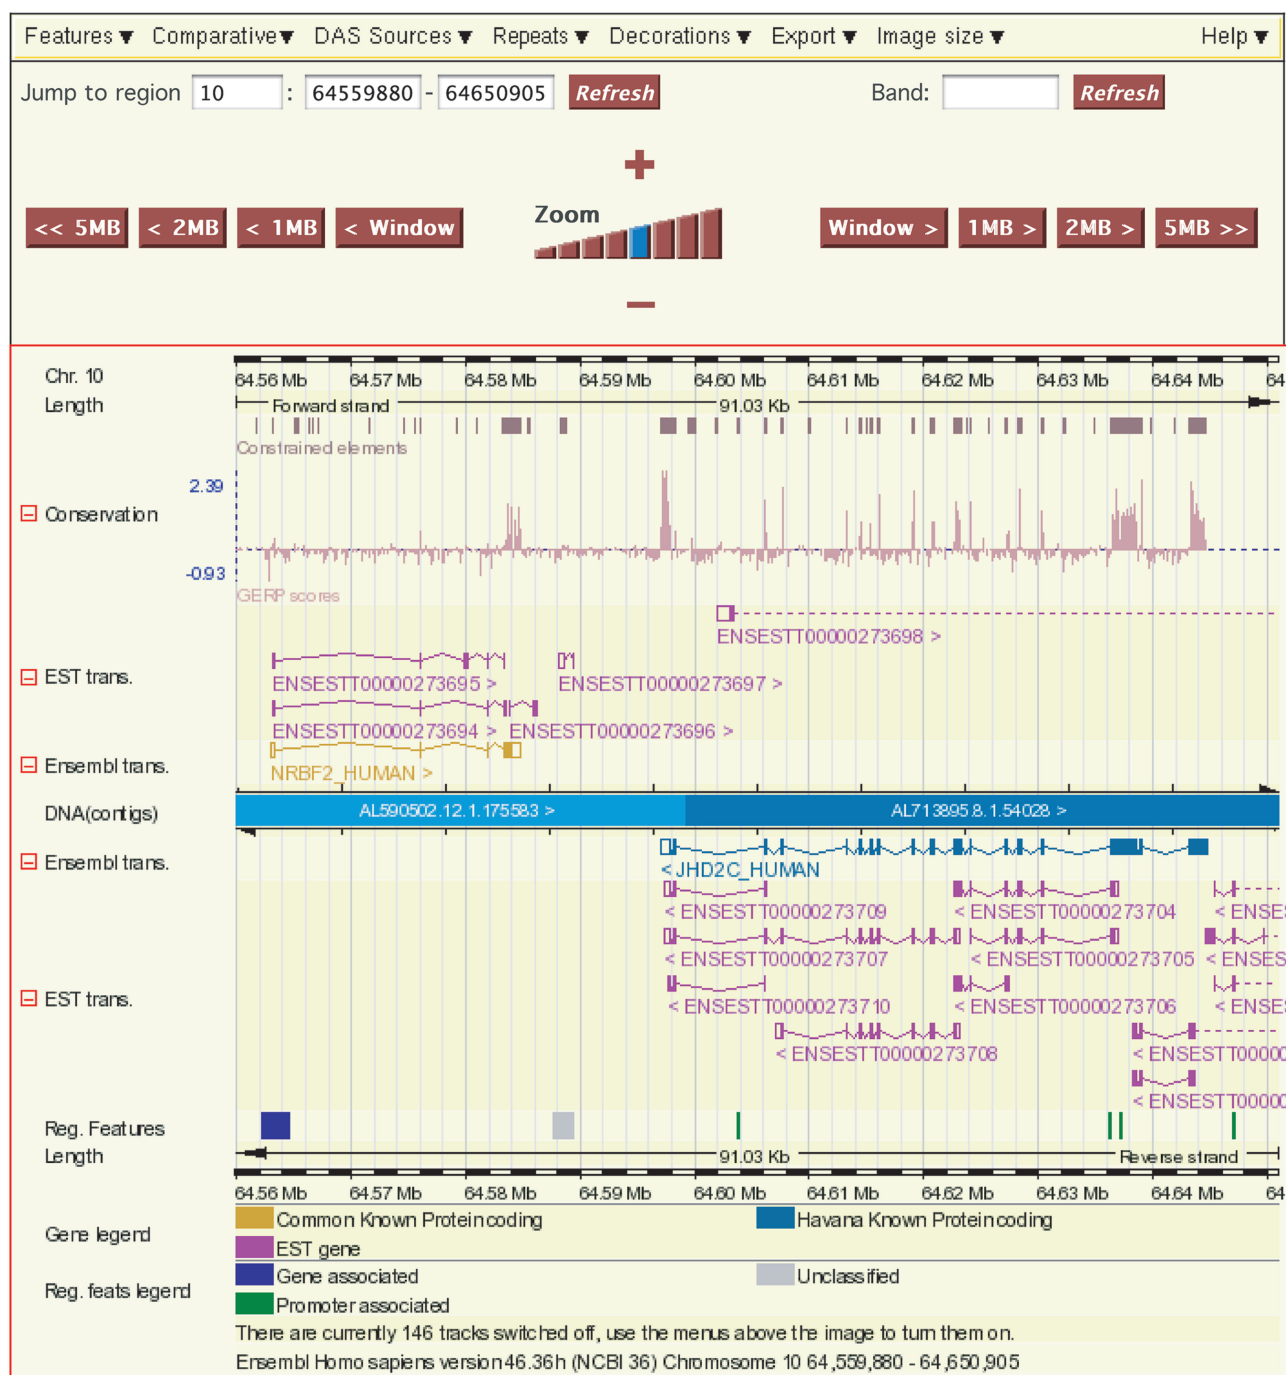 Features ▼ Comparative▼ DAS Sources ▼ Repeats ▼ Decorations ▼ Export ▼ Image size ▼ Help ▼
Jump to region 10 : 64559880 - 64650905 Refresh Band: Refresh
+
<< 5MB < 2MB < 1MB < Window Zoom Window > 1MB > 2MB > 5MB >>
−
Chr. 10 64.56 Mb 64.57 Mb 64.58 Mb 64.59 Mb 64.60 Mb 64.61 Mb 64.62 Mb 64.63 Mb 64.64 Mb 64
Length Forward strand 91.03 Kb
Constrained elements
2.39
Conservation
-0.93
GERP scores
ENSESTT00000273698 >
EST trans.
ENSESTT00000273695 > ENSESTT00000273697 >
ENSESTT00000273694 > ENSESTT00000273696 >
Ensembl trans.
NRBF2_HUMAN >
DNA(contigs) AL590502.12.1.175583 > AL713895.8.1.54028 >
Ensembl trans.
< JHD2C_HUMAN
< ENSESTT00000273709 < ENSESTT00000273704 < ENSE
< ENSESTT00000273707 < ENSESTT00000273705 < ENSES
EST trans.
< ENSESTT00000273710 < ENSESTT00000273706 < ENSE
< ENSESTT00000273708 < ENSESTT0000
< ENSESTT0000
Reg. Features
Length 91.03 Kb Reverse strand
64.56 Mb 64.57 Mb 64.58 Mb 64.59 Mb 64.60 Mb 64.61 Mb 64.62 Mb 64.63 Mb 64.64 Mb 64
Gene legend
Common Known Protein coding Havana Known Protein coding
EST gene
Reg. feats legend
Gene associated Unclassified
Promoter associated
There are currently 146 tracks switched off, use the menus above the image to turn them on.
Ensembl Homo sapiens version 46.36h (NCBI 36) Chromosome 10 64,559,880 - 64,650,905